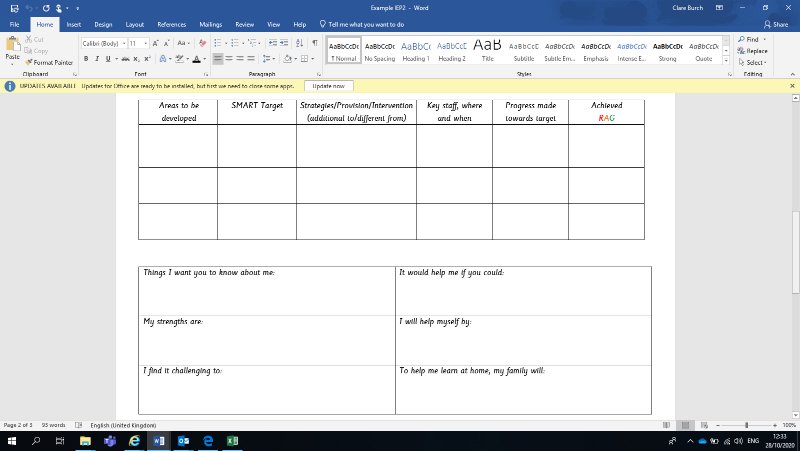 Example IEP2 - Word
Clare Burch
File Home Insert Design Layout References Mailings Review View Help Tell me what you want to do
Share
Cut
Copy
Format Painter
Paste
Clipboard
Calibri (Body) 11
Font
Paragraph
AaBbCcDc AaBbCcDc AaBbCc AaBbCcC AaB AaBbCcD AaBbCcDc AaBbCcDc AaBbCcDc AaBbCcDc AaBbCcDc
¶ Normal No Spacing Heading 1 Heading 2 Title Subtitle Subtle Em... Emphasis Intense E... Strong Quote
Styles
Find
Replace
Select
Editing
UPDATES AVAILABLE Updates for Office are ready to be installed, but first we need to close some apps. Update now
Areas to be developed
SMART Target
Strategies/Provision/Intervention
(additional to/different from)
Key staff, where
and when
Progress made
towards target
Achieved
RAG
Things I want you to know about me:
It would help me if you could:
My strengths are:
I will help myself by:
I find it challenging to:
To help me learn at home, my family will:
Page 2 of 3 93 words English (United Kingdom)
100%
ENG
12:33
28/10/2020